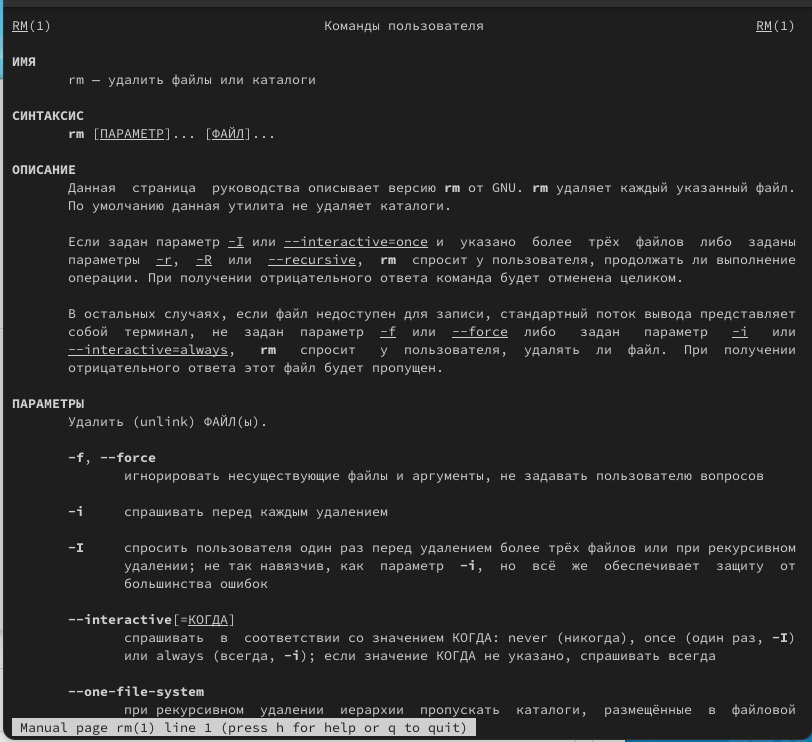 RM(1) Команды пользователя RM(1)
ИМЯ
rm — удалить файлы или каталоги
СИНТАКСИС
rm [ПАРАМЕТР]... [ФАЙЛ]...
ОПИСАНИЕ
Данная страница руководства описывает версию rm от GNU. rm удаляет каждый указанный файл.
По умолчанию данная утилита не удаляет каталоги.
Если задан параметр -I или --interactive=once и указано более трёх файлов либо заданы
параметры -r, -R или --recursive, rm спросит у пользователя, продолжать ли выполнение
операции. При получении отрицательного ответа команда будет отменена целиком.
В остальных случаях, если файл недоступен для записи, стандартный поток вывода представляет
собой терминал, не задан параметр -f или --force либо задан параметр -i или
--interactive=always, rm спросит у пользователя, удалять ли файл. При получении
отрицательного ответа этот файл будет пропущен.
ПАРАМЕТРЫ
Удалить (unlink) ФАЙЛ(ы).
-f, --force
игнорировать несуществующие файлы и аргументы, не задавать пользователю вопросов
-i спрашивать перед каждым удалением
-I спросить пользователя один раз перед удалением более трёх файлов или при рекурсивном
удалении; не так навязчив, как параметр -i, но всё же обеспечивает защиту от
большинства ошибок
--interactive[=КОГДА]
спрашивать в соответствии со значением КОГДА: never (никогда), once (один раз, -I)
или always (всегда, -i); если значение КОГДА не указано, спрашивать всегда
--one-file-system
при рекурсивном удалении иерархии пропускать каталоги, размещённые в файловой
Manual page rm(1) line 1 (press h for help or q to quit)